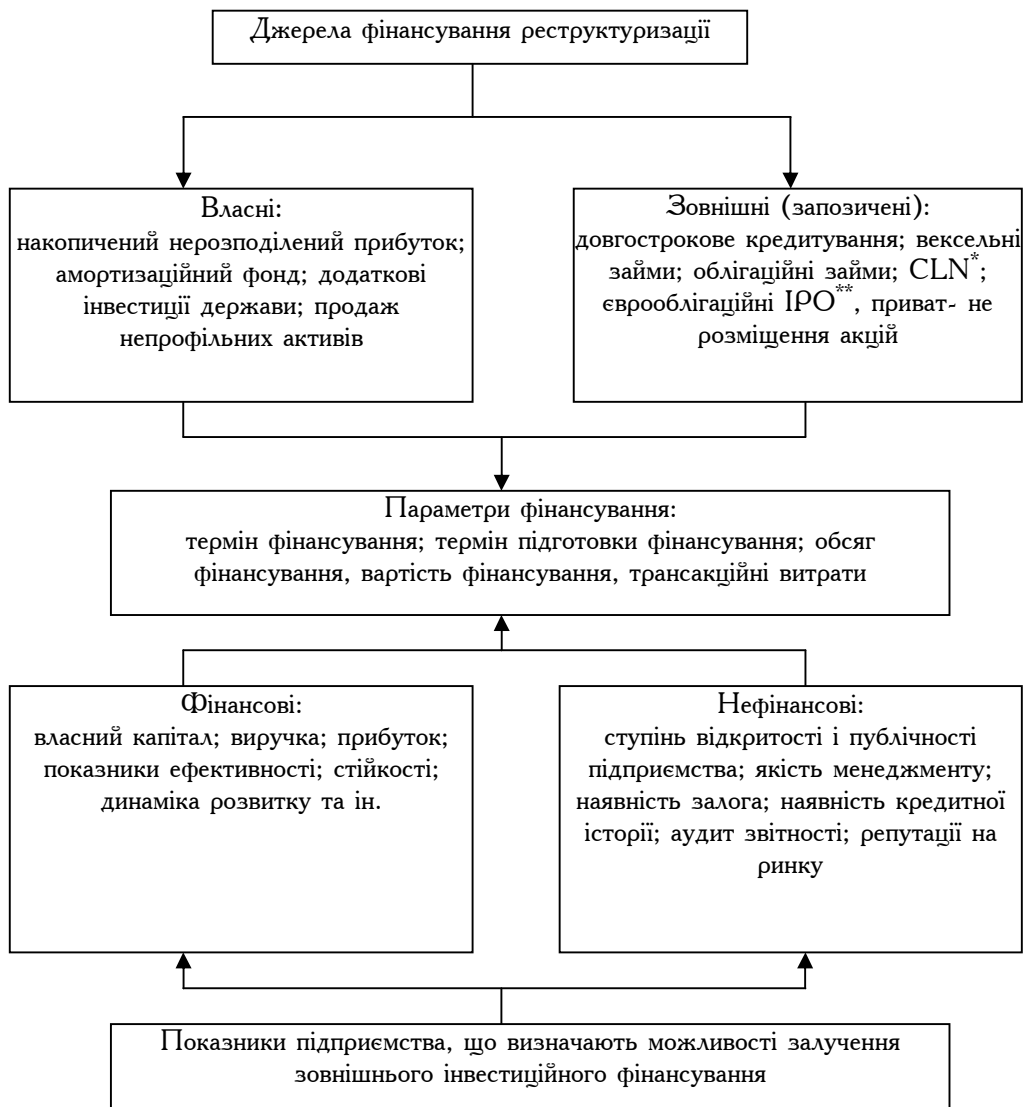 Джерела фінансування реструктуризації
Власні:
накопичений нерозподілений прибуток;
амортизаційний фонд; додаткові
інвестиції держави; продаж
непрофільних активів
Зовнішні (запозичені):
довгострокове кредитування; вексельні
займи; облігаційні займи; CLN*;
єврооблігаційні IPO**, приват- не
розміщення акцій
Параметри фінансування:
термін фінансування; термін підготовки фінансування; обсяг
фінансування, вартість фінансування, трансакційні витрати
Фінансові:
власний капітал; виручка; прибуток;
показники ефективності; стійкості;
динаміка розвитку та ін.
Нефінансові:
ступінь відкритості і публічності
підприємства; якість менеджменту;
наявність залога; наявність кредитної
історії; аудит звітності; репутації на
ринку
Показники підприємства, що визначають можливості залучення
зовнішнього інвестиційного фінансування